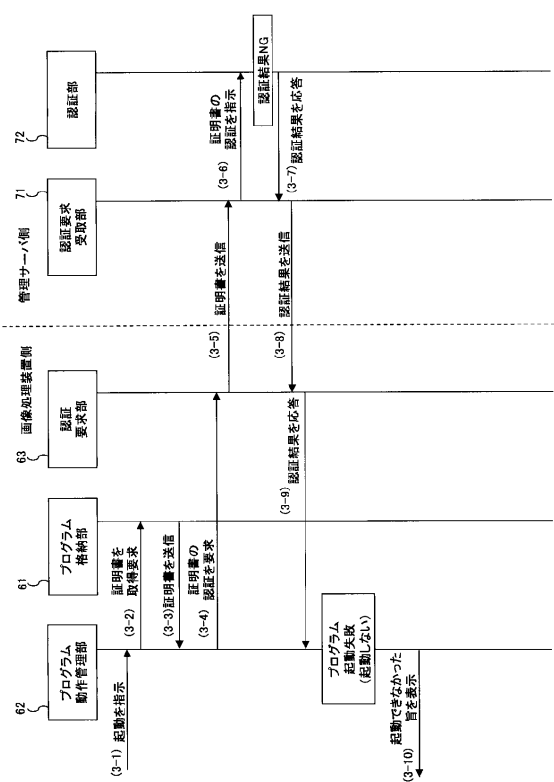 画像処理装置側
管理サーバ側
62
プログラム
動作管理部
61
プログラム
格納部
63
認証
要求部
71
認証要求
受取部
72
認証部
(3-1) 起動を指示
(3-2) 証明書を
取得要求
(3-3)証明書を送信
(3-4) 証明書の
認証を要求
(3-5) 証明書を送信
(3-6) 証明書の
認証を指示
認証結果NG
(3-7)認証結果を応答
(3-8) 認証結果を送信
(3-9) 認証結果を応答
プログラム
起動失敗
(起動しない)
(3-10) 起動できなかった
旨を表示